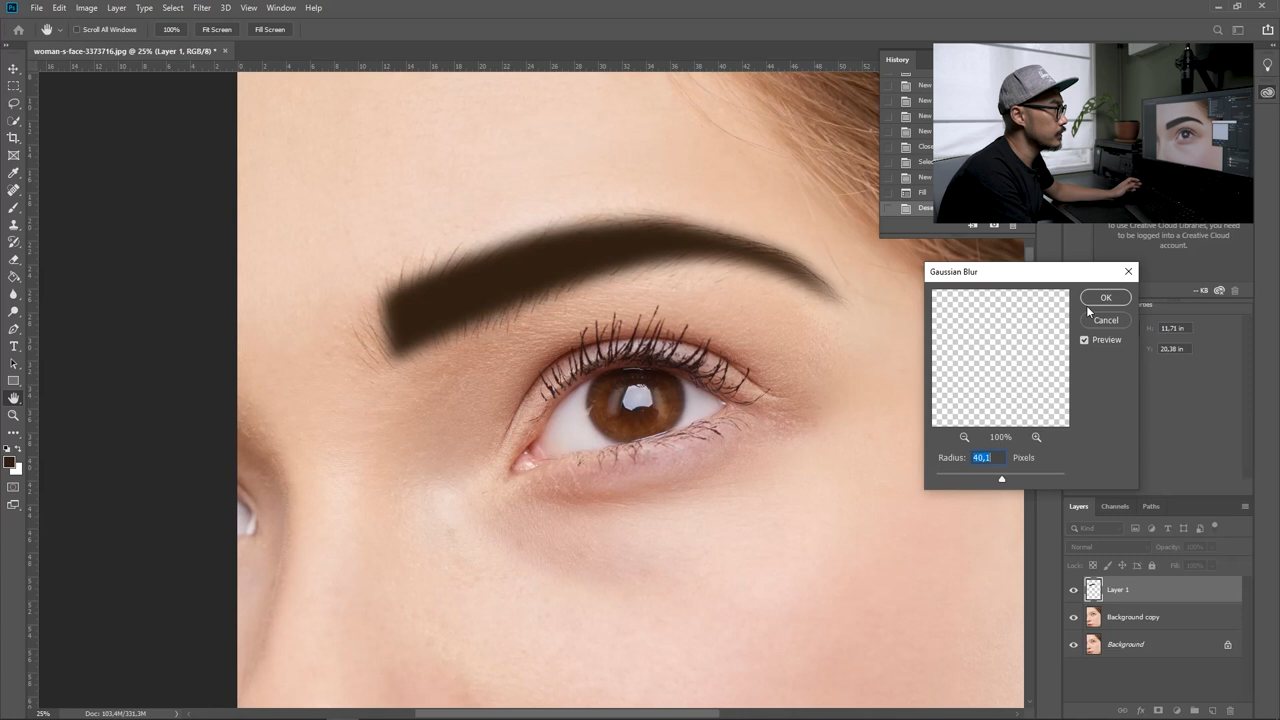 Ps File Edit Image Layer Type Select Filter 3D View Window Help
Scroll All Windows 100% Fit Screen Fill Screen
woman-s-face-3373716.jpg @ 25% (Layer 1, RGB/8) *
History
New
New
New
New
Close
Sele
New
Fill
Dese
To use Creative Cloud Libraries, you need
to be logged into a Creative Cloud
account.
-- KB
Gaussian Blur
OK
Cancel
Preview
100%
Radius: 40,1 Pixels
H: 11,71 in
Y: 20,38 in
Layers Channels Paths
Kind
Normal Opacity: 100%
Lock: Fill: 100%
Layer 1
Background copy
Background
25% Doc: 103,4M/331,3M